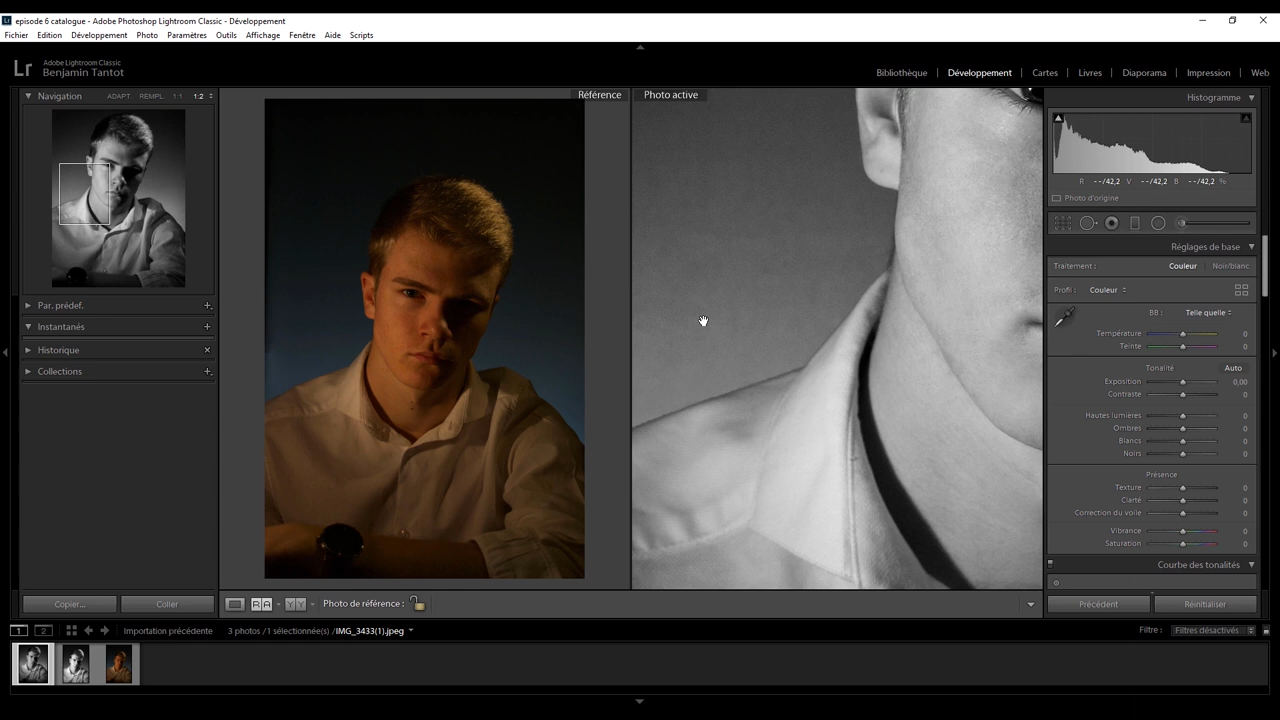 episode 6 catalogue - Adobe Photoshop Lightroom Classic - Développement
Fichier Edition Développement Photo Paramètres Outils Affichage Fenêtre Aide Scripts
Lr
Adobe Lightroom Classic
Benjamin Tantot
Bibliothèque | Développement | Cartes | Livres | Diaporama | Impression | Web
Navigation ADAPT. REMPL. 1:1 1:2
Par. prédef.
Instantanés
Historique
Collections
Copier... Coller
Référence
Photo active
Histogramme
R --/42,2 V --/42,2 B --/42,2 %
Photo d'origine
Réglages de base
Traitement : Couleur Noir/blanc
Profil : Couleur
BB : Telle quelle
Température 0
Teinte 0
Tonalité Auto
Exposition 0,00
Contraste 0
Hautes lumières 0
Ombres 0
Blancs 0
Noirs 0
Présence
Texture 0
Clarté 0
Correction du voile 0
Vibrance 0
Saturation 0
Courbe des tonalités
Précédent Réinitialiser
R A Y Y Photo de référence :
1 2 Importation précédente 3 photos /1 sélectionnée(s) /IMG_3433(1).jpeg
Filtre : Filtres désactivés